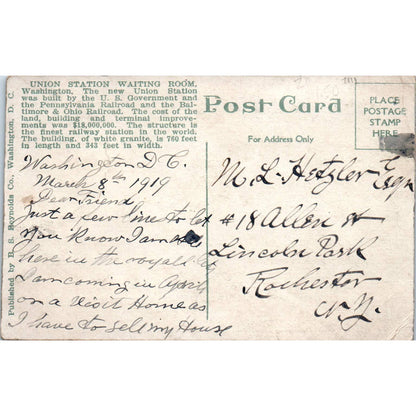 UNION STATION WAITING ROOM,
Washington. The new Union Station
was built by the U. S. Government and
the Pennsylvania Railroad and the Bal-
timore & Ohio Railroad. The cost of the
land, building and terminal improve-
ments was $18,000,000. The structure is
the finest railway station in the world.
The building, of white granite, is 760 feet
in length and 343 feet in width.
Washington D C.
March 8th 1919
Dear Friend
Just a few line to let
you know I am
here in the
I am coming in April
on a visit Home as
I have to sell my House
Published by B. S. Reynolds Co., Washington, D. C.
Post Card
For Address Only
PLACE
POSTAGE
STAMP
HERE
M. L. Hetzler Esqr
#18 Allen st
Lincoln Park
Rochester
N.Y.